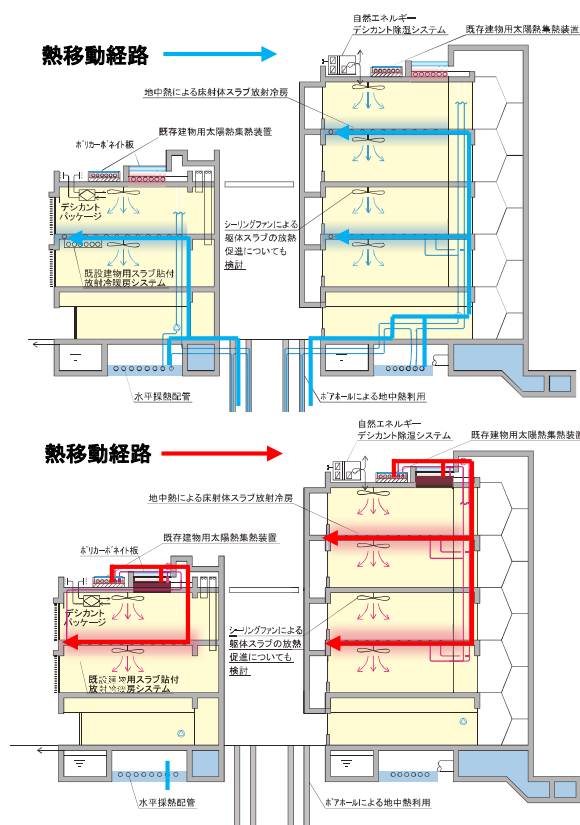 自然エネルギー
デシカント除湿システム
既存建物用太陽熱集熱装置
熱移動経路
地中熱による床射体スラブ放射冷房
既存建物用太陽熱集熱装置
ポリカーボネイト板
デシカント
パッケージ
シーリングファンによる
躯体スラブの放熱
促進についても
検討
既設建物用スラブ貼付
放射冷暖房システム
水平採熱配管
ボアホールによる地中熱利用
自然エネルギー
デシカント除湿システム
既存建物用太陽熱集熱装置
熱移動経路
地中熱による床射体スラブ放射冷房
既存建物用太陽熱集熱装置
ポリカーボネイト板
デシカント
パッケージ
シーリングファンによる
躯体スラブの放熱
促進についても
検討
既設建物用スラブ貼付
放射冷暖房システム
水平採熱配管
ボアホールによる地中熱利用